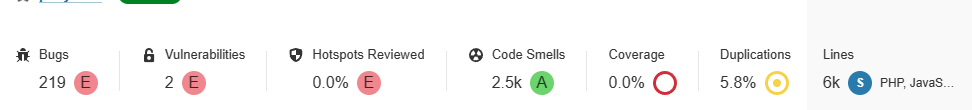 Bugs
219 E
Vulnerabilities
2 E
Hotspots Reviewed
0.0% E
Code Smells
2.5k A
Coverage
0.0%
Duplications
5.8%
Lines
6k S PHP, JavaS...